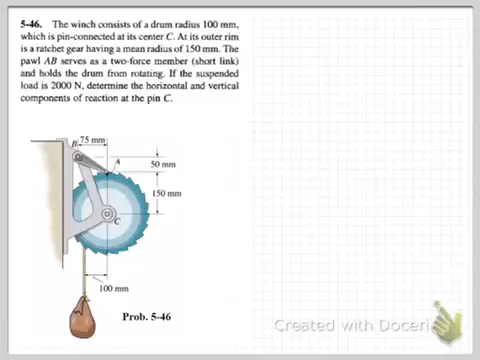 5-46. The winch consists of a drum radius 100 mm,
which is pin-connected at its center C. At its outer rim
is a ratchet gear having a mean radius of 150 mm. The
pawl AB serves as a two-force member (short link)
and holds the drum from rotating. If the suspended
load is 2000 N, determine the horizontal and vertical
components of reaction at the pin C.
75 mm
B
A
50 mm
150 mm
C
100 mm
Prob. 5-46
Created with Doceri